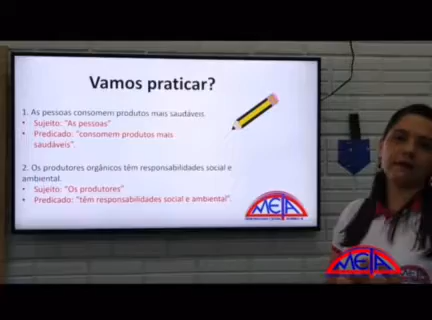 Vamos praticar?
1. As pessoas consomem produtos mais saudáveis.
• Sujeito: "As pessoas"
• Predicado: "consomem produtos mais
saudáveis".
2. Os produtores orgânicos têm responsabilidades social e
ambiental.
• Sujeito: "Os produtores"
• Predicado: "têm responsabilidades social e ambiental".
META
META